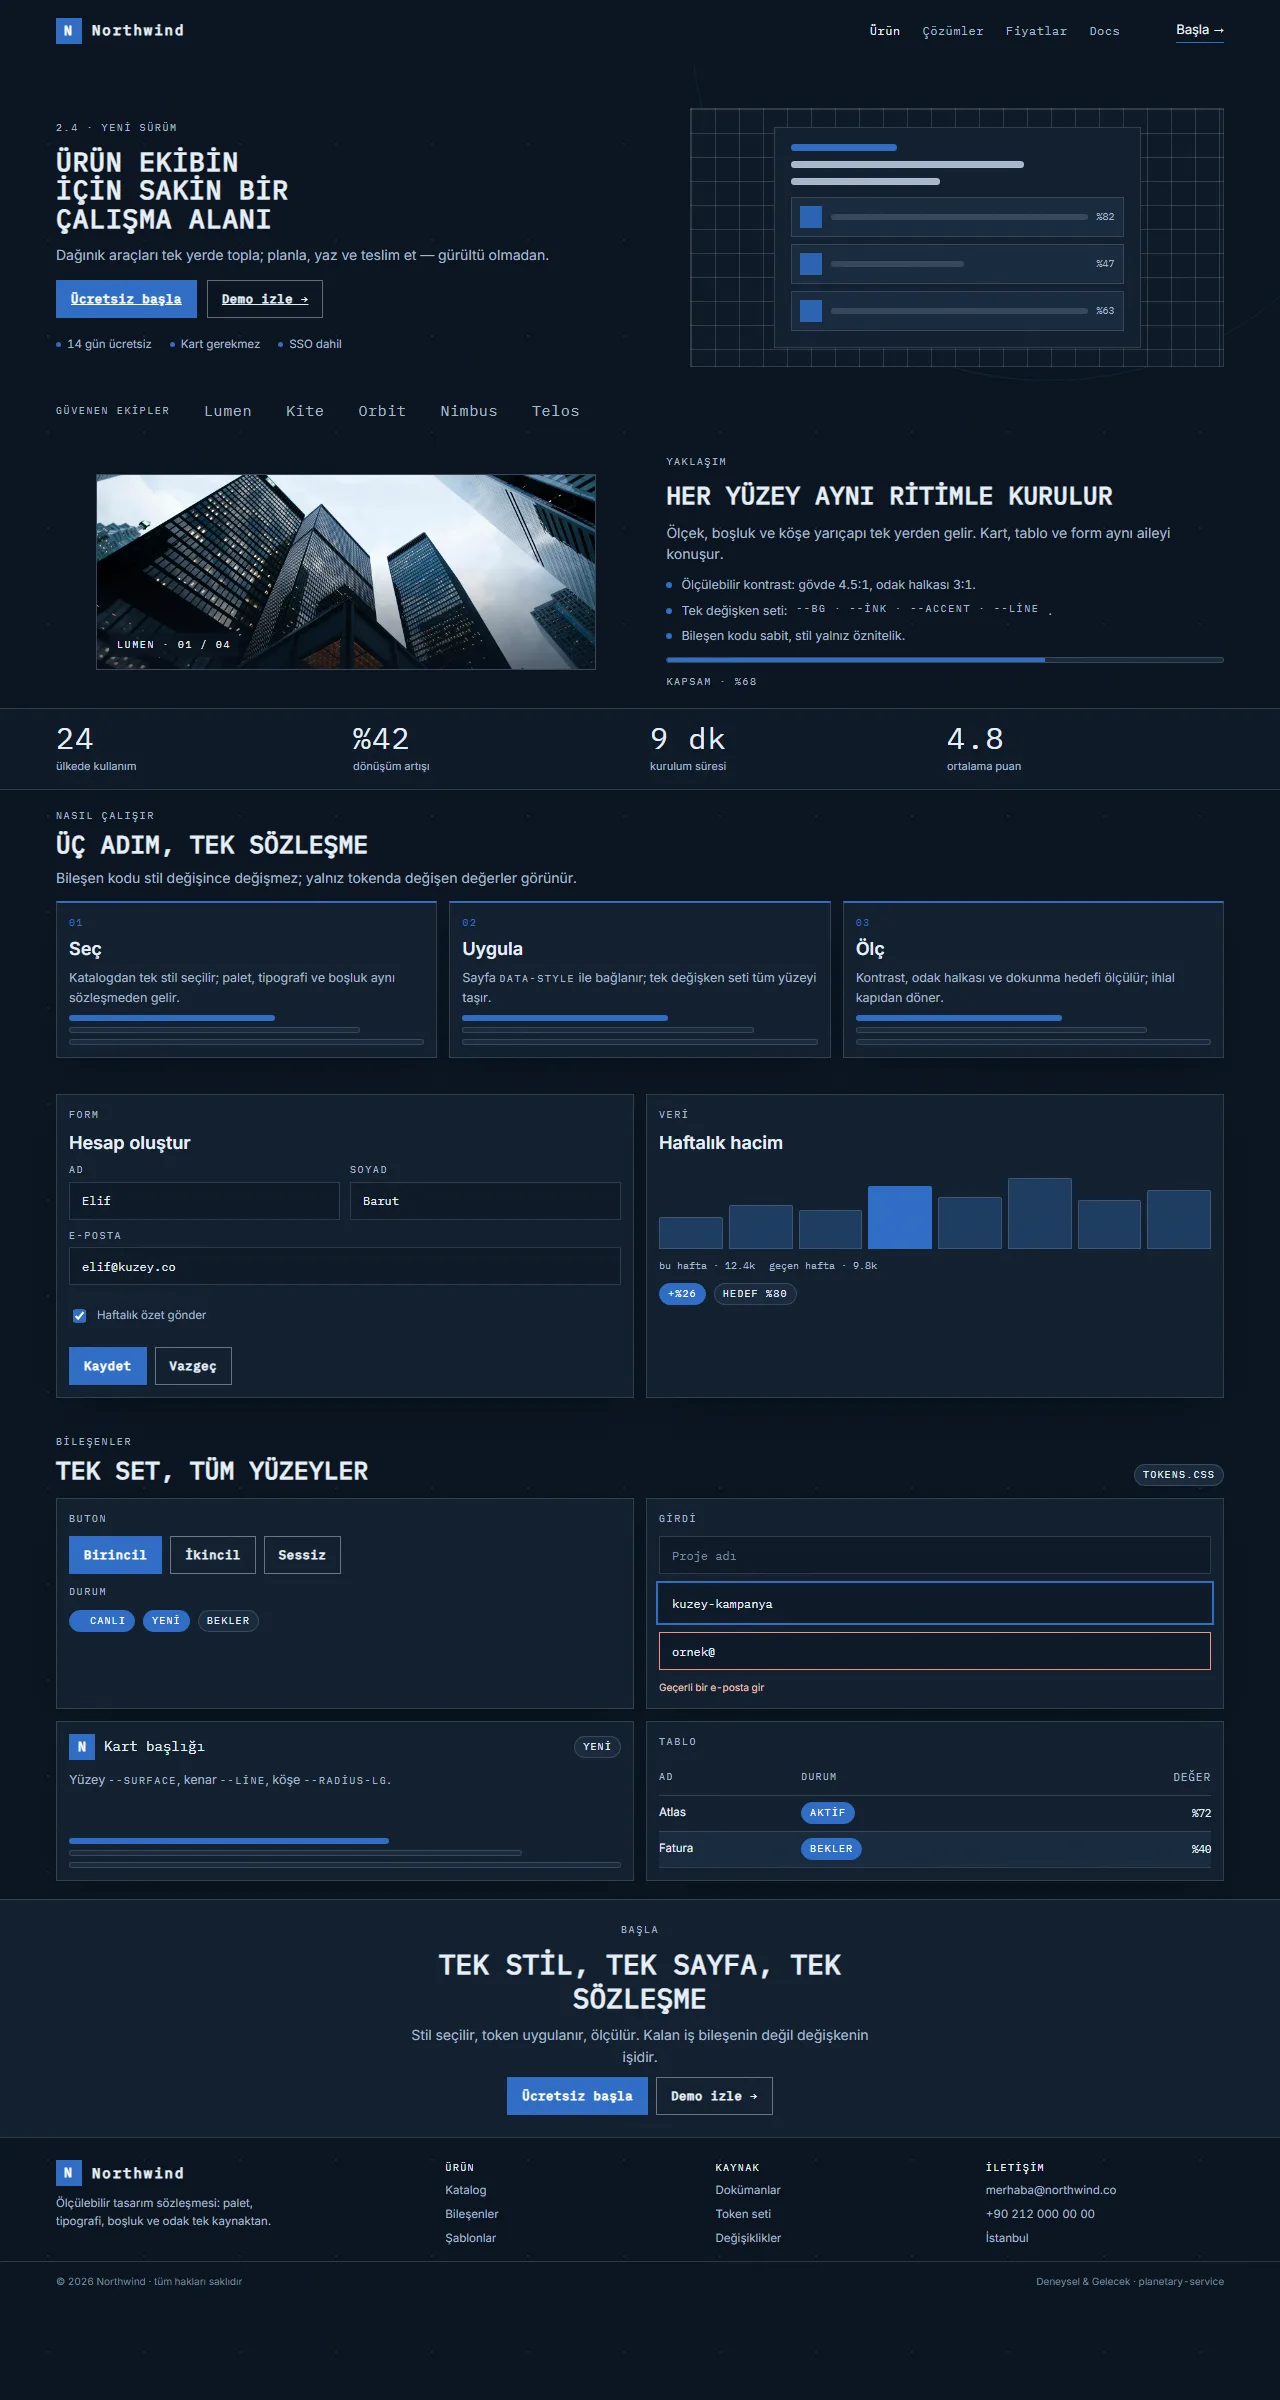 N Northwind
Ürün Çözümler Fiyatlar Docs Başla →
2.4 · YENİ SÜRÜM
ÜRÜN EKİBİN
İÇİN SAKİN BİR
ÇALIŞMA ALANI
Dağınık araçları tek yerde topla; planla, yaz ve teslim et — gürültü olmadan.
Ücretsiz başla Demo izle →
14 gün ücretsiz Kart gerekmez SSO dahil
%82
%47
%63
GÜVENEN EKİPLER Lumen Kite Orbit Nimbus Telos
LUMEN · 01 / 04
YAKLAŞIM
HER YÜZEY AYNI RİTİMLE KURULUR
Ölçek, boşluk ve köşe yarıçapı tek yerden gelir. Kart, tablo ve form aynı aileyi
konuşur.
Ölçülebilir kontrast: gövde 4.5:1, odak halkası 3:1.
Tek değişken seti: --BG · --İNK · --ACCENT · --LİNE .
Bileşen kodu sabit, stil yalnız öznitelik.
KAPSAM · %68
24
ülkede kullanım
%42
dönüşüm artışı
9 dk
kurulum süresi
4.8
ortalama puan
NASIL ÇALIŞIR
ÜÇ ADIM, TEK SÖZLEŞME
Bileşen kodu stil değişince değişmez; yalnız tokenda değişen değerler görünür.
01
Seç
Katalogdan tek stil seçilir; palet, tipografi ve boşluk aynı
sözleşmeden gelir.
02
Uygula
Sayfa DATA-STYLE ile bağlanır; tek değişken seti tüm yüzeyi
taşır.
03
Ölç
Kontrast, odak halkası ve dokunma hedefi ölçülür; ihlal
kapıdan döner.
FORM
Hesap oluştur
AD SOYAD
Elif Barut
E-POSTA
elif@kuzey.co
Haftalık özet gönder
Kaydet Vazgeç
VERİ
Haftalık hacim
bu hafta · 12.4k geçen hafta · 9.8k
+%26 HEDEF %80
BİLEŞENLER
TEK SET, TÜM YÜZEYLER
TOKENS.CSS
BUTON
Birincil İkincil Sessiz
DURUM
CANLI YENİ BEKLER
GİRDİ
Proje adı
kuzey-kampanya
ornek@
Geçerli bir e-posta gir
N Kart başlığı YENİ
Yüzey --SURFACE, kenar --LİNE, köşe --RADİUS-LG.
TABLO
AD DURUM DEĞER
Atlas AKTİF %72
Fatura BEKLER %40
BAŞLA
TEK STİL, TEK SAYFA, TEK
SÖZLEŞME
Stil seçilir, token uygulanır, ölçülür. Kalan iş bileşenin değil değişkenin
işidir.
Ücretsiz başla Demo izle →
N Northwind
Ölçülebilir tasarım sözleşmesi: palet,
tipografi, boşluk ve odak tek kaynaktan.
ÜRÜN
Katalog
Bileşenler
Şablonlar
KAYNAK
Dokümanlar
Token seti
Değişiklikler
İLETİŞİM
merhaba@northwind.co
+90 212 000 00 00
İstanbul
© 2026 Northwind · tüm hakları saklıdır
Deneysel & Gelecek · planetary-service